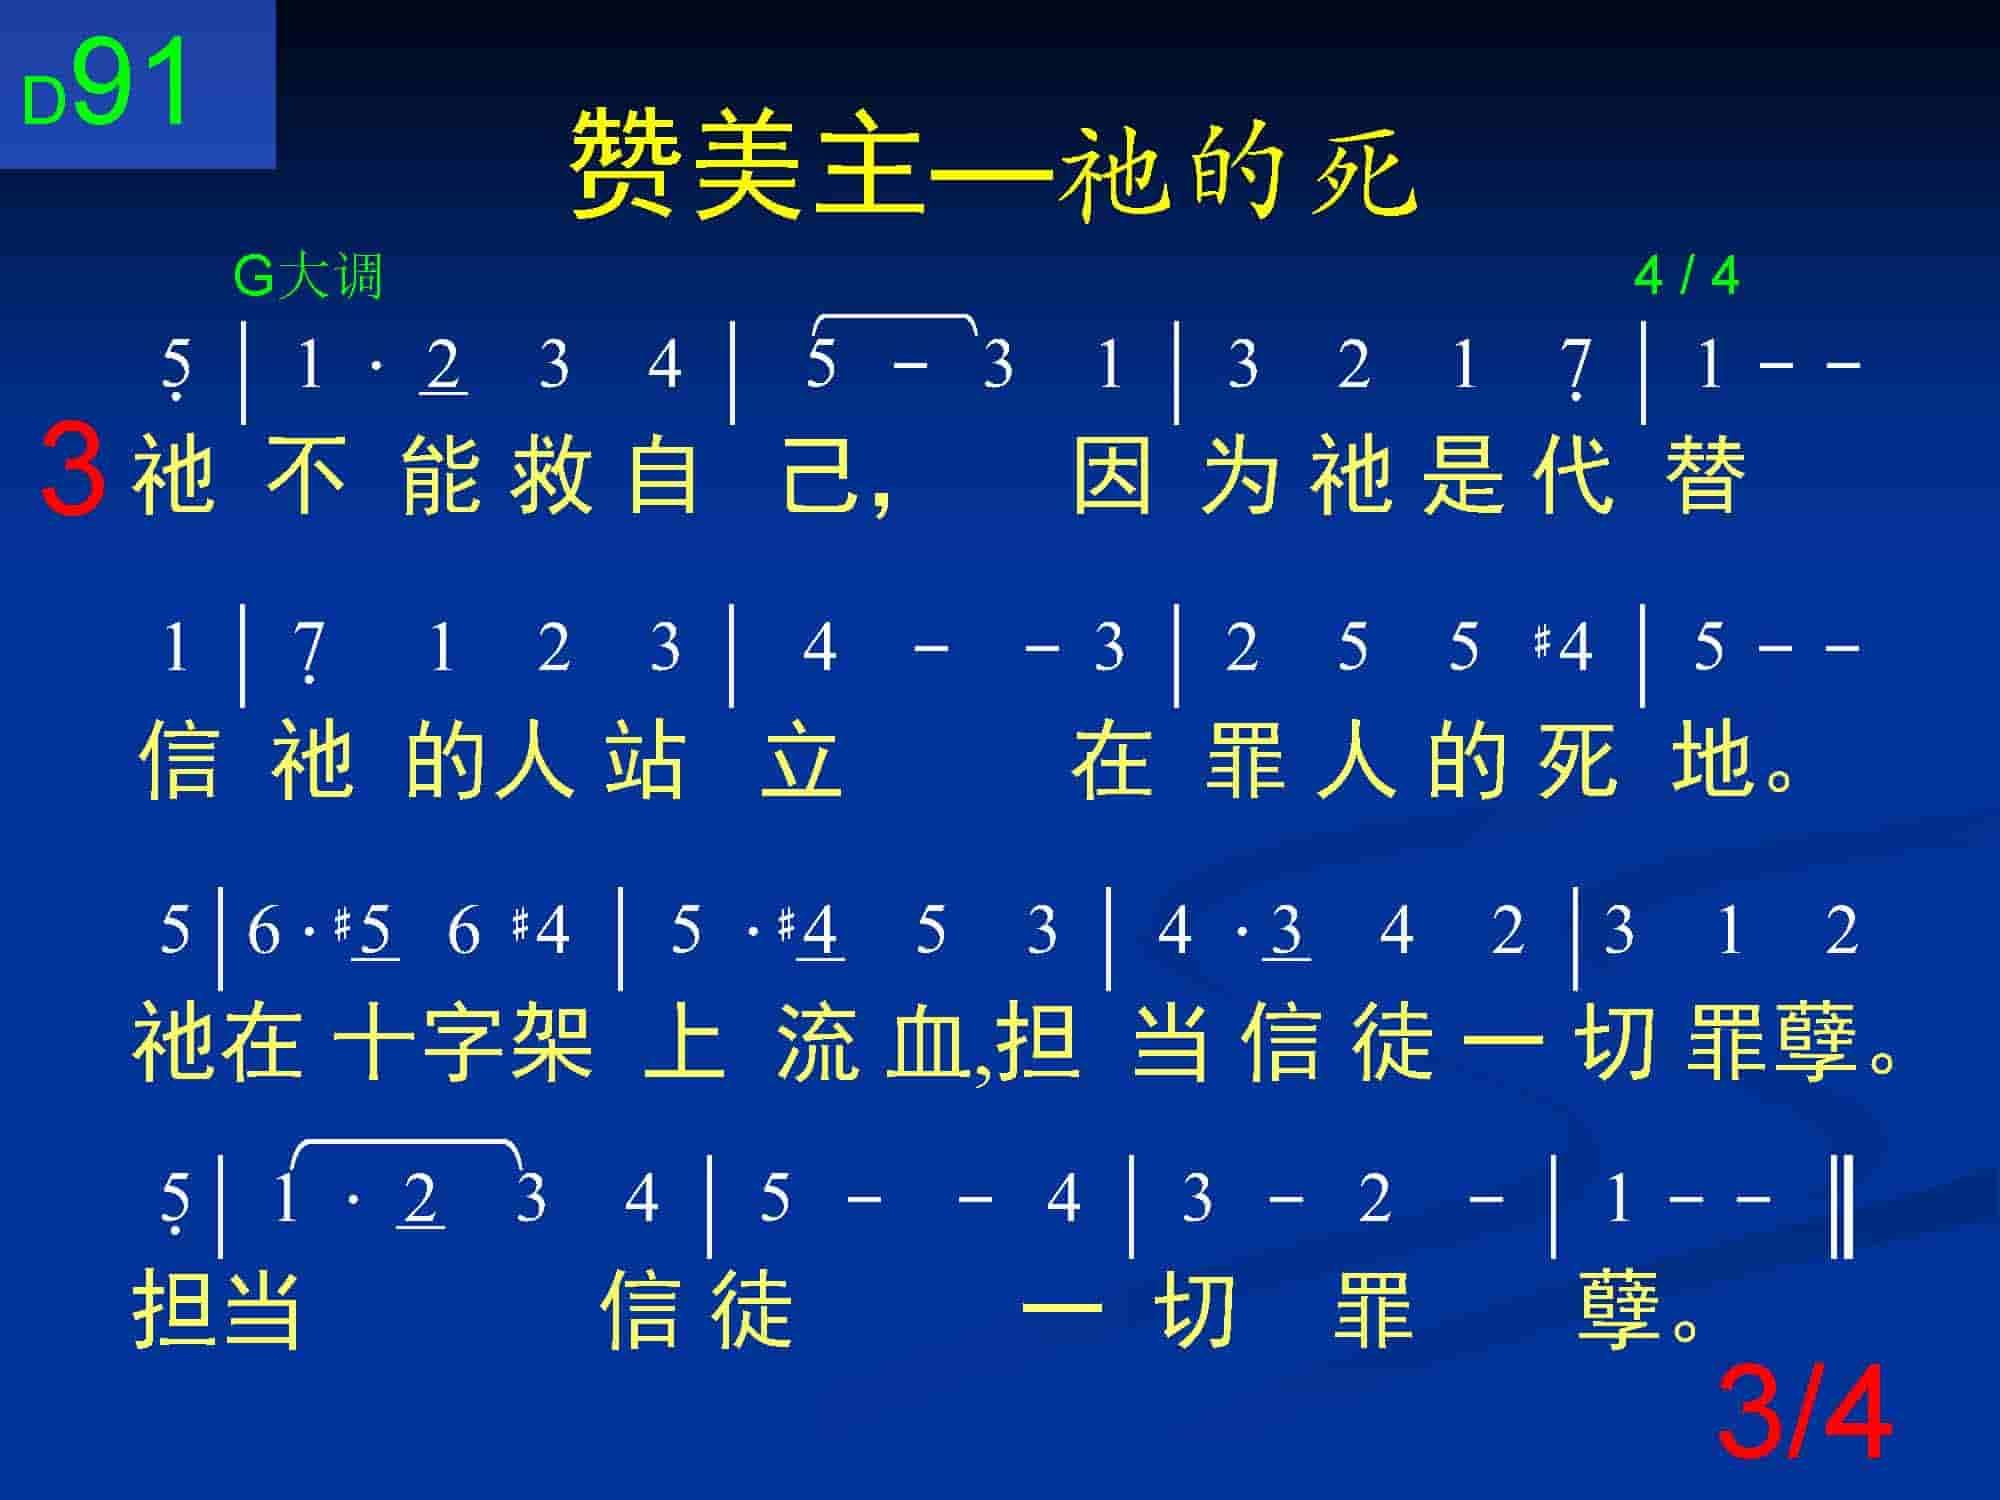 D91
赞美主—祂的死
G大调 4 / 4
5̣ | 1 · 2 3 4 | 5 – 3 1 | 3 2 1 7̣ | 1 – –
3 祂 不 能 救 自 己， 因 为 祂 是 代 替
1 | 7̣ 1 2 3 | 4 – – 3 | 2 5 5 #4 | 5 – –
信 祂 的 人 站 立 在 罪 人 的 死 地。
5 | 6 · #5 6 #4 | 5 · #4 5 3 | 4 · 3 4 2 | 3 1 2
祂 在 十 字 架 上 流 血,担 当 信 徒 一 切 罪 孽。
5̣ | 1 · 2 3 4 | 5 – – 4 | 3 – 2 – | 1 – – ‖
担 当 信 徒 一 切 罪 孽。
3/4